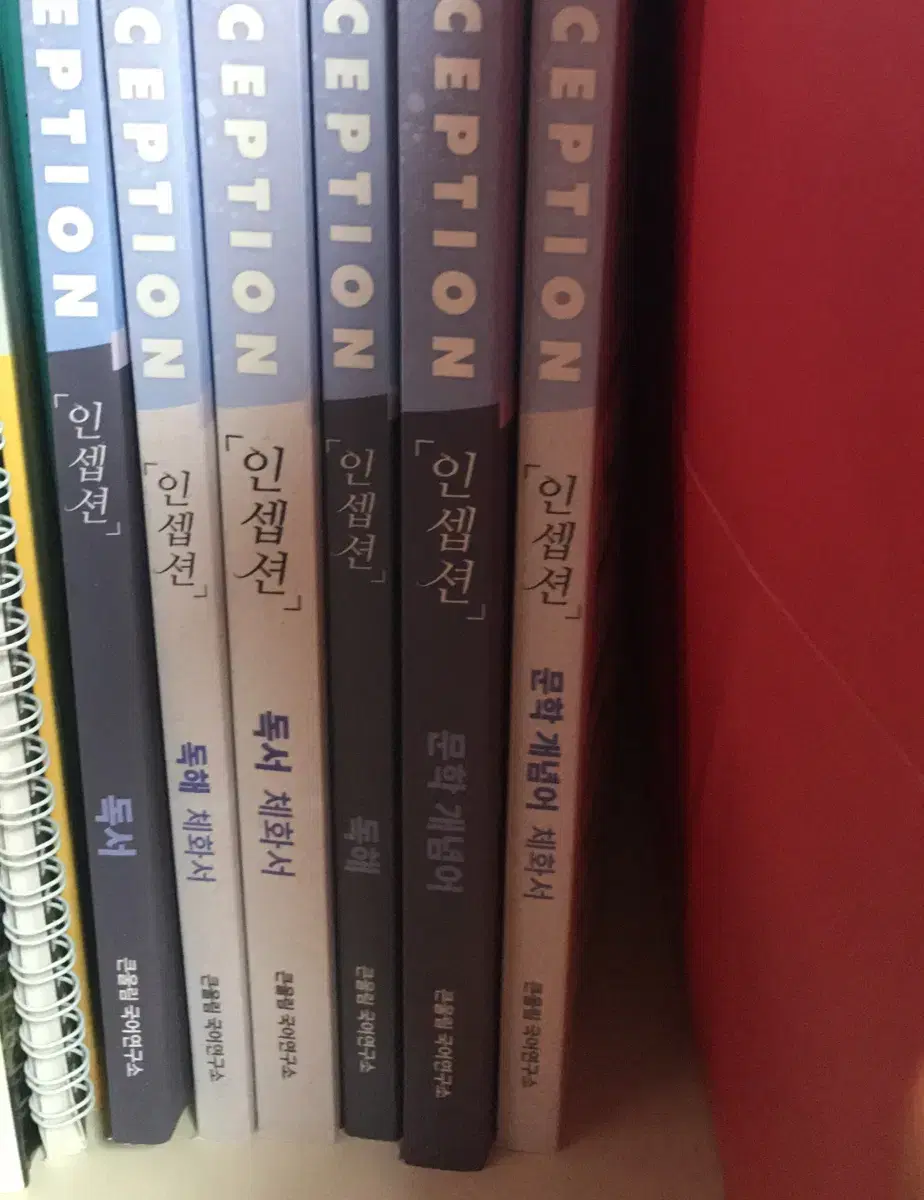 EPTION
「인셉션」
독서
큰울림 국어연구소
CEPTION
「인셉션」
독해 체화서
큰울림 국어연구소
CEPTION
「인셉션」
독서 체화서
큰울림 국어연구소
CEPTION
「인셉션」
독해
큰울림 국어연구소
CEPTION
「인셉션」
문학 개념어
큰울림 국어연구소
CEPTION
「인셉션」
문학 개념어 체화서
큰울림 국어연구소